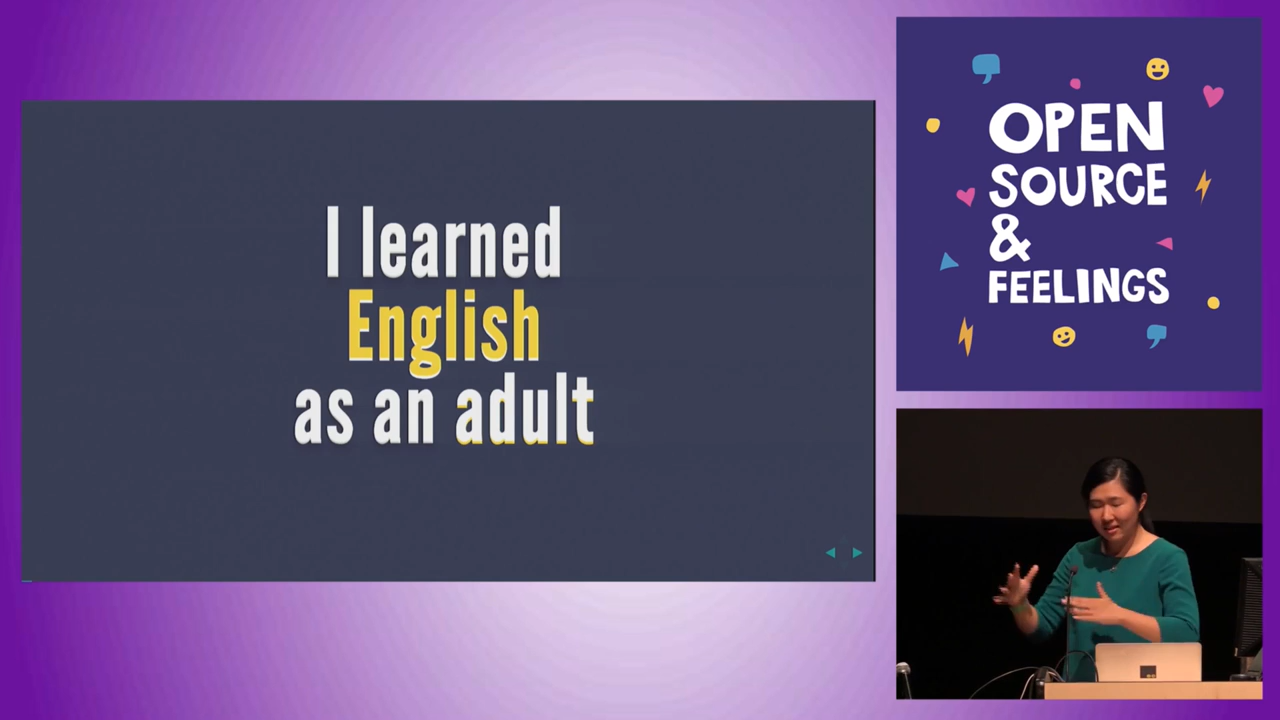 I learned
English
as an adult
OPEN
SOURCE
&
FEELINGS